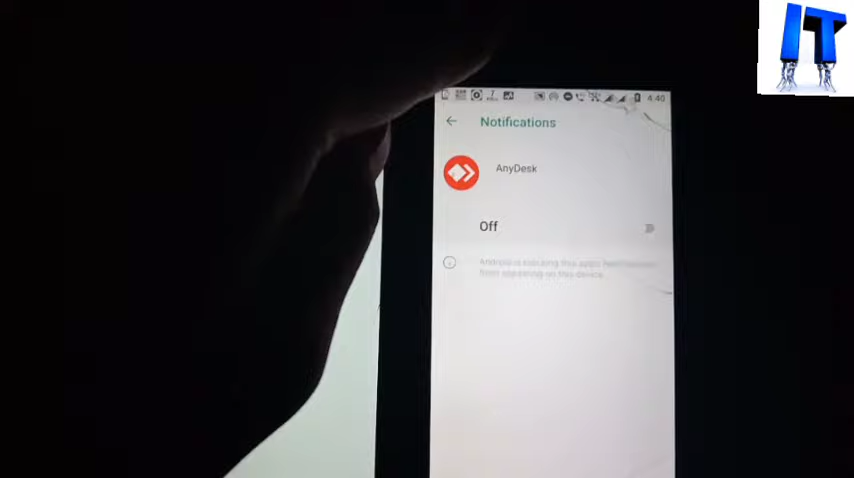 IT
4:40
Notifications
AnyDesk
Off
Android is blocking this app's notifications
from appearing on this device